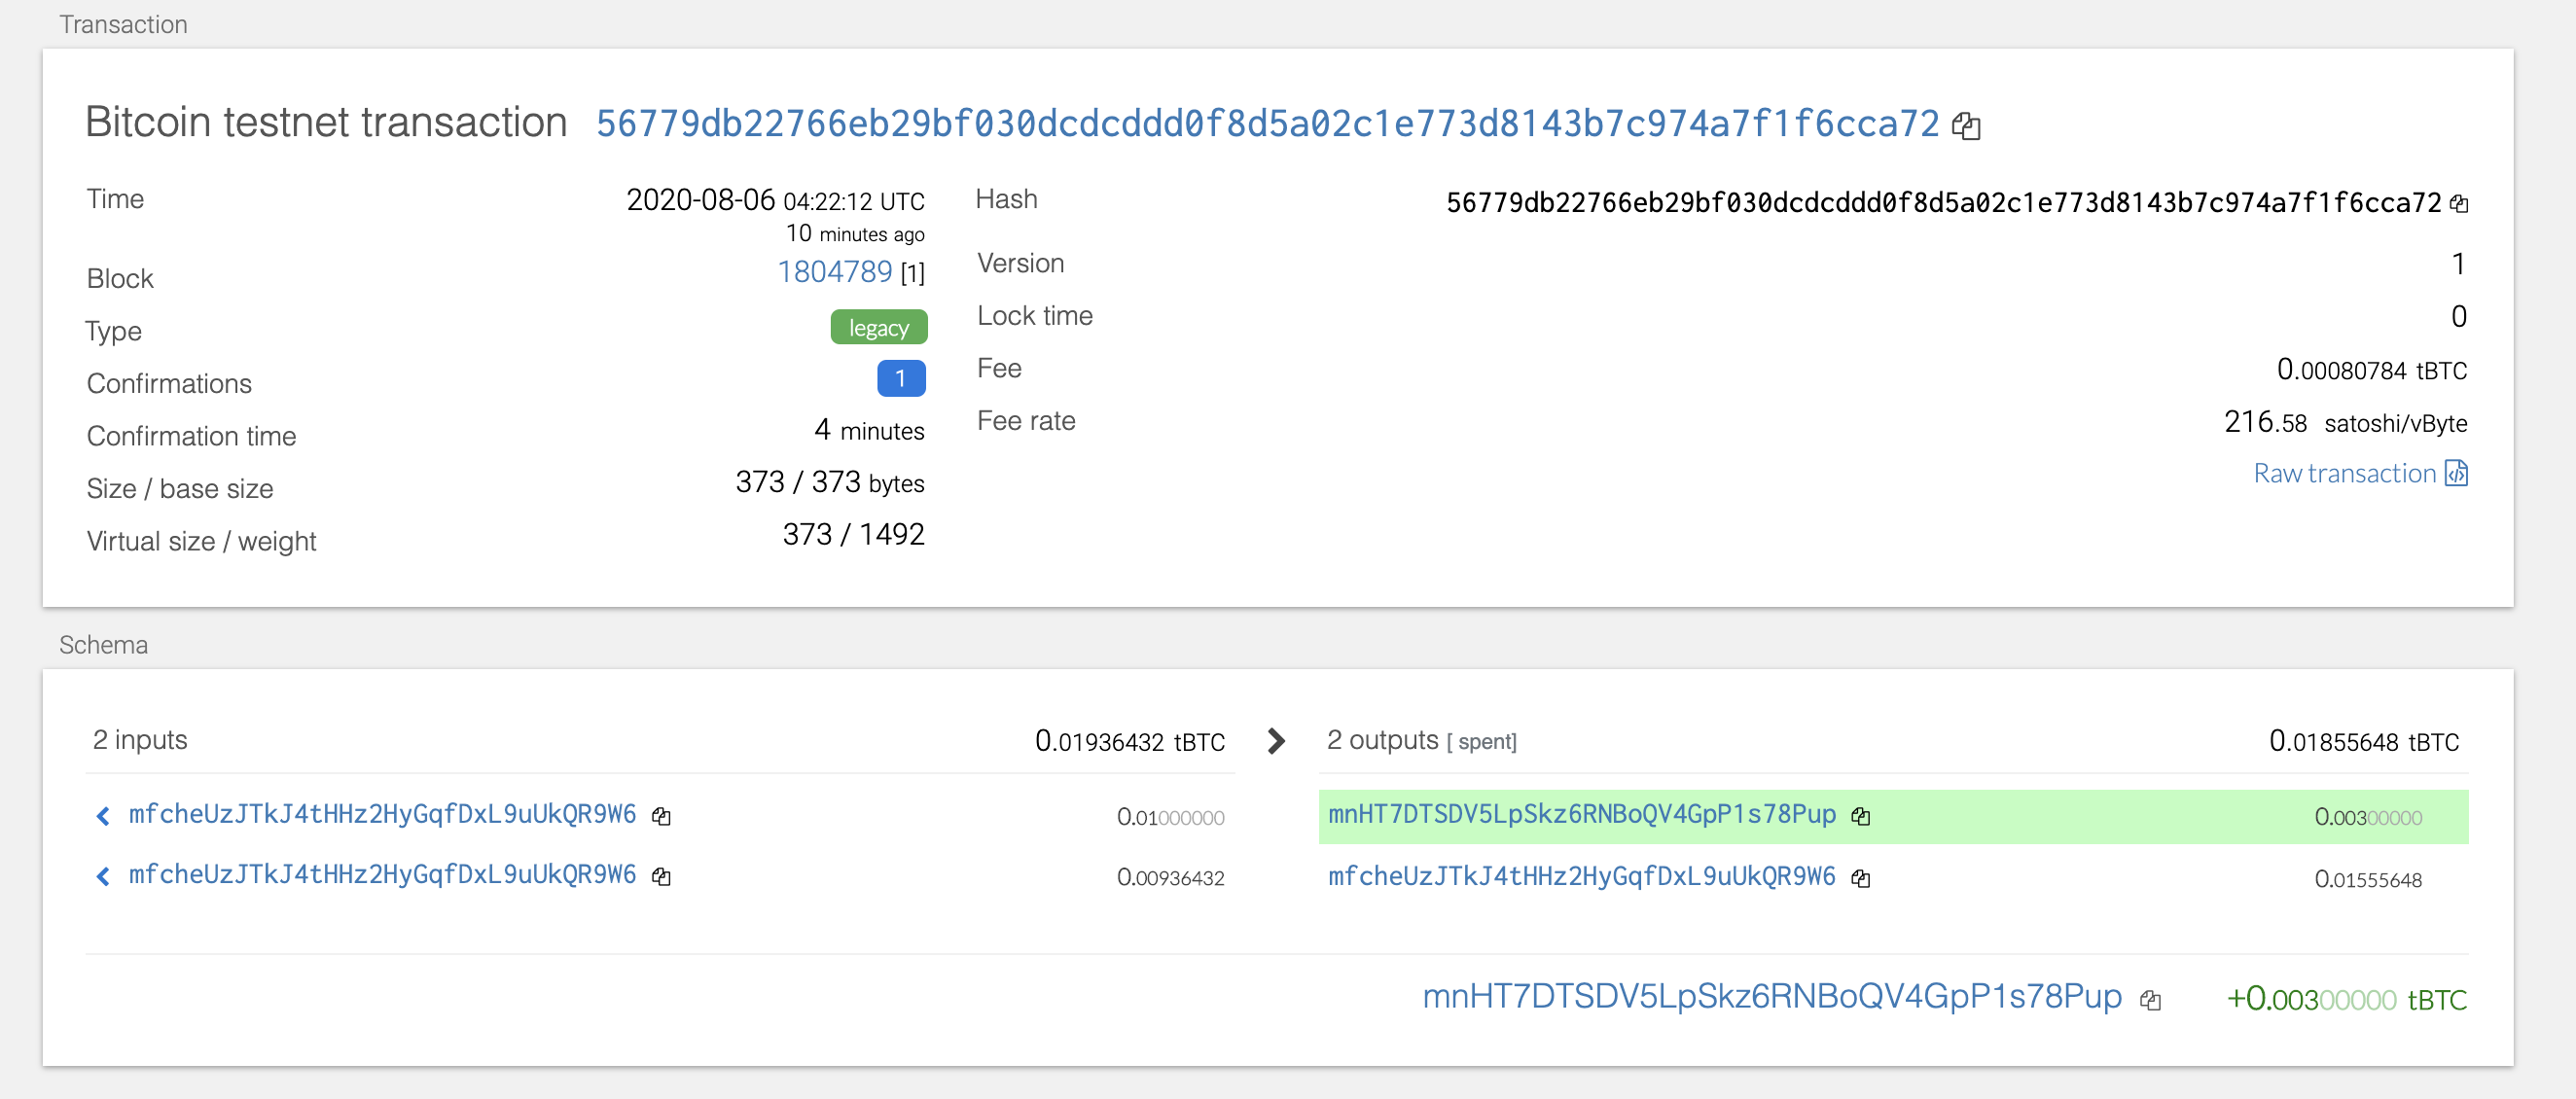 Transaction
Bitcoin testnet transaction 56779db22766eb29bf030dcdcddd0f8d5a02c1e773d8143b7c974a7f1f6cca72
Time 2020-08-06 04:22:12 UTC
10 minutes ago
Block 1804789 [1]
Type legacy
Confirmations 1
Confirmation time 4 minutes
Size / base size 373 / 373 bytes
Virtual size / weight 373 / 1492
Hash 56779db22766eb29bf030dcdcddd0f8d5a02c1e773d8143b7c974a7f1f6cca72
Version 1
Lock time 0
Fee 0.00080784 tBTC
Fee rate 216.58 satoshi/vByte
Raw transaction
Schema
2 inputs 0.01936432 tBTC
mfcheUzJTkJ4tHHz2HyGqfDxL9uUkQR9W6 0.01000000
mfcheUzJTkJ4tHHz2HyGqfDxL9uUkQR9W6 0.00936432
2 outputs [ spent] 0.01855648 tBTC
mnHT7DTSDV5LpSkz6RNBoQV4GpP1s78Pup 0.00300000
mfcheUzJTkJ4tHHz2HyGqfDxL9uUkQR9W6 0.01555648
mnHT7DTSDV5LpSkz6RNBoQV4GpP1s78Pup +0.00300000 tBTC